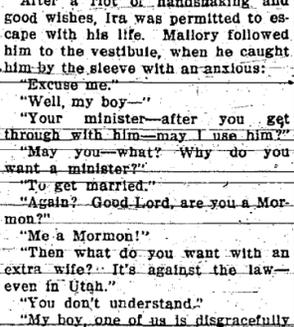 After a riot of handshaking and
good wishes, Ira was permitted to es-
cape with his life. Mallory followed
him to the vestibule, when he caught
him by the sleeve with an anxious:
"Excuse me."
"Well, my boy—"
"Your minister—after you get
through with him—may I use him?"
"May you—what? Why do you
want a minister?"
"To get married."
"Again? Good Lord, are you a Mor-
mon?"
"Me a Mormon!"
"Then what do you want with an
extra wife? It's against the law—
even in Utah."
"You don't understand."
"My boy, one of us is disgracefully